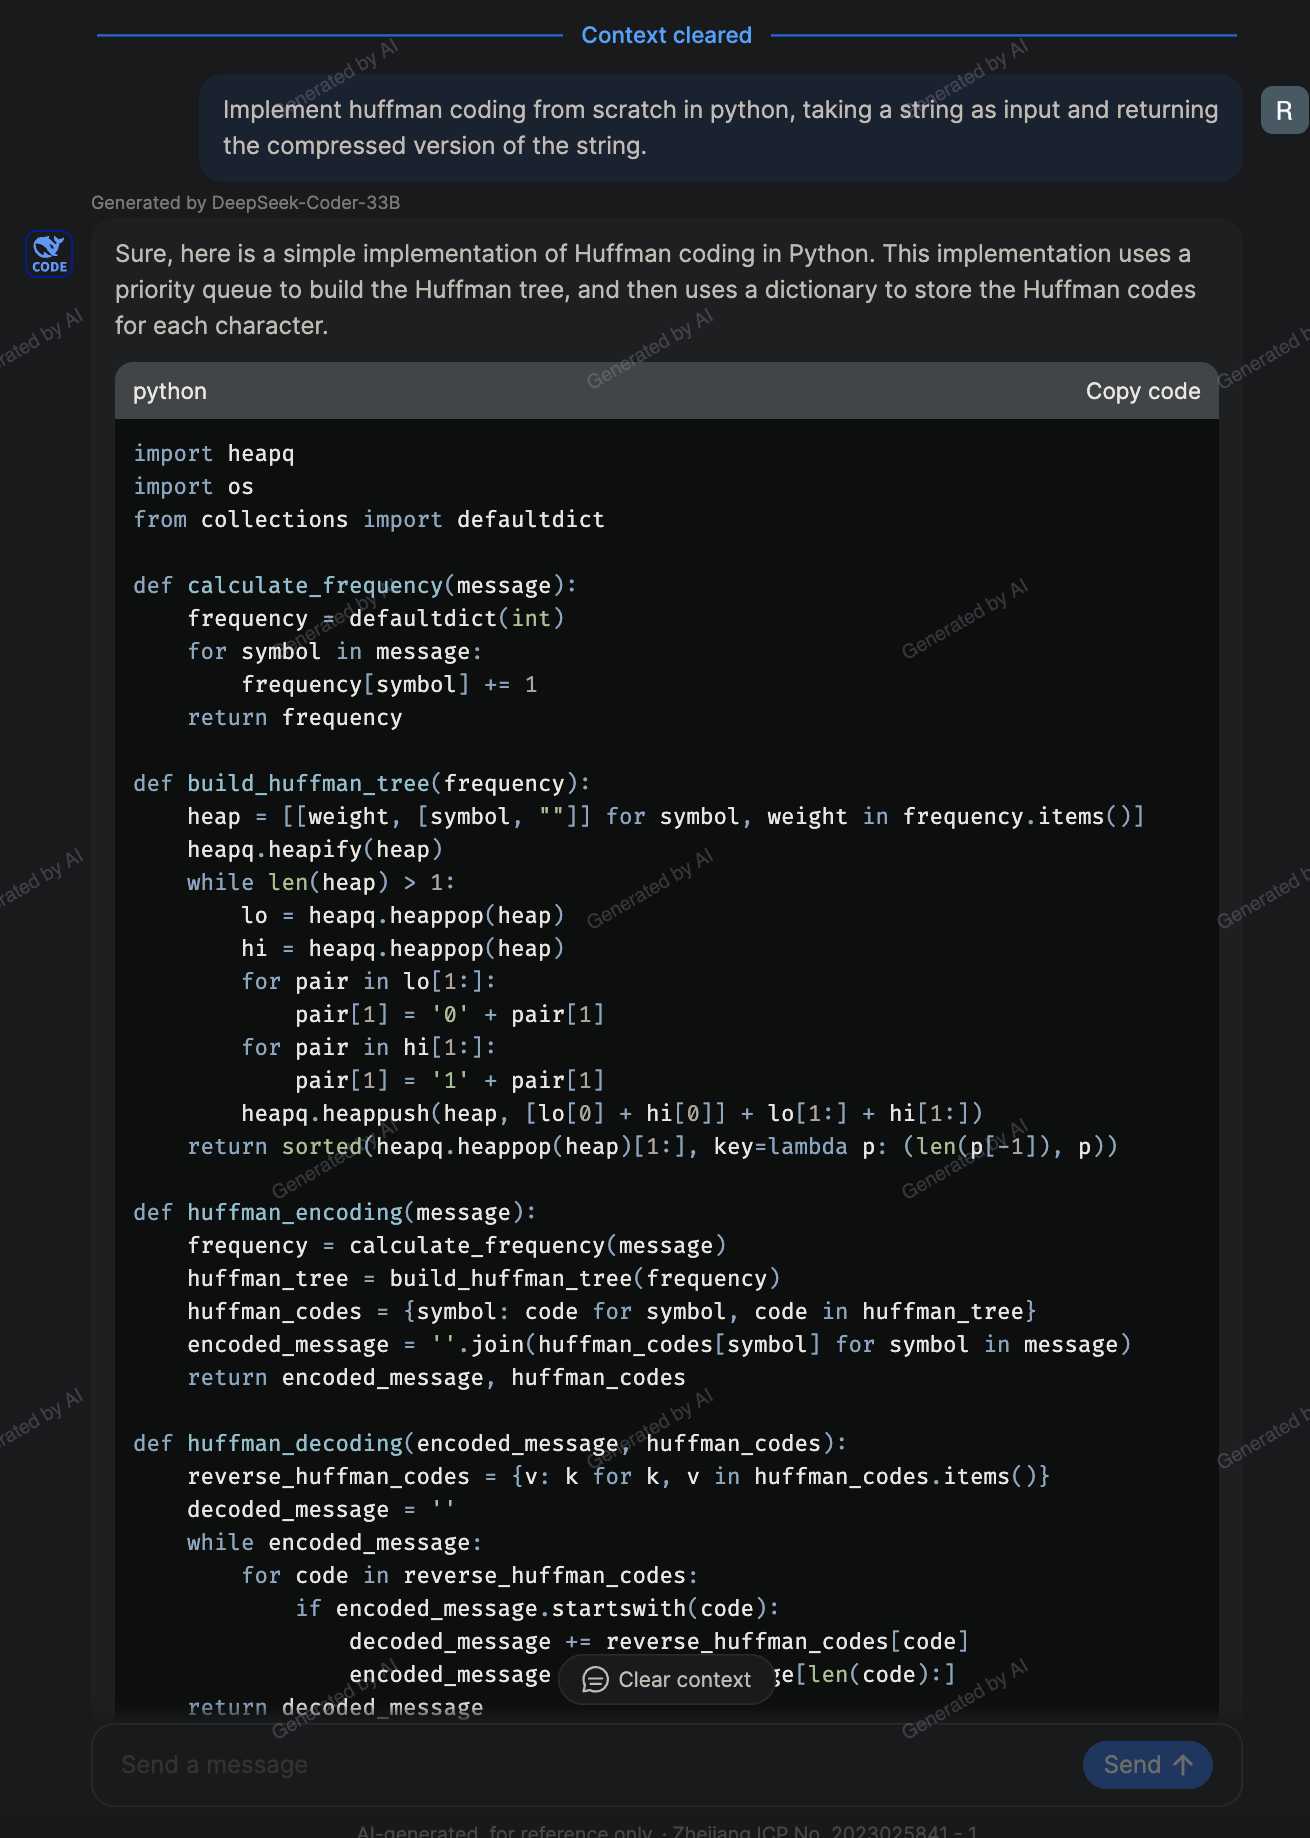 Context cleared
Implement huffman coding from scratch in python, taking a string as input and returning
the compressed version of the string.
R
Generated by DeepSeek-Coder-33B
CODE
Sure, here is a simple implementation of Huffman coding in Python. This implementation uses a
priority queue to build the Huffman tree, and then uses a dictionary to store the Huffman codes
for each character.
python Copy code
import heapq
import os
from collections import defaultdict

def calculate_frequency(message):
    frequency = defaultdict(int)
    for symbol in message:
        frequency[symbol] += 1
    return frequency

def build_huffman_tree(frequency):
    heap = [[weight, [symbol, ""]] for symbol, weight in frequency.items()]
    heapq.heapify(heap)
    while len(heap) > 1:
        lo = heapq.heappop(heap)
        hi = heapq.heappop(heap)
        for pair in lo[1:]:
            pair[1] = '0' + pair[1]
        for pair in hi[1:]:
            pair[1] = '1' + pair[1]
        heapq.heappush(heap, [lo[0] + hi[0]] + lo[1:] + hi[1:])
    return sorted(heapq.heappop(heap)[1:], key=lambda p: (len(p[-1]), p))

def huffman_encoding(message):
    frequency = calculate_frequency(message)
    huffman_tree = build_huffman_tree(frequency)
    huffman_codes = {symbol: code for symbol, code in huffman_tree}
    encoded_message = ''.join(huffman_codes[symbol] for symbol in message)
    return encoded_message, huffman_codes

def huffman_decoding(encoded_message, huffman_codes):
    reverse_huffman_codes = {v: k for k, v in huffman_codes.items()}
    decoded_message = ''
    while encoded_message:
        for code in reverse_huffman_codes:
            if encoded_message.startswith(code):
                decoded_message += reverse_huffman_codes[code]
                encoded_message ge[len(code):]
    return decoded_message
Clear context
Send a message
Send
AI-generated, for reference only · Zhejiang ICP No. 2023025841-1
Generated by AI